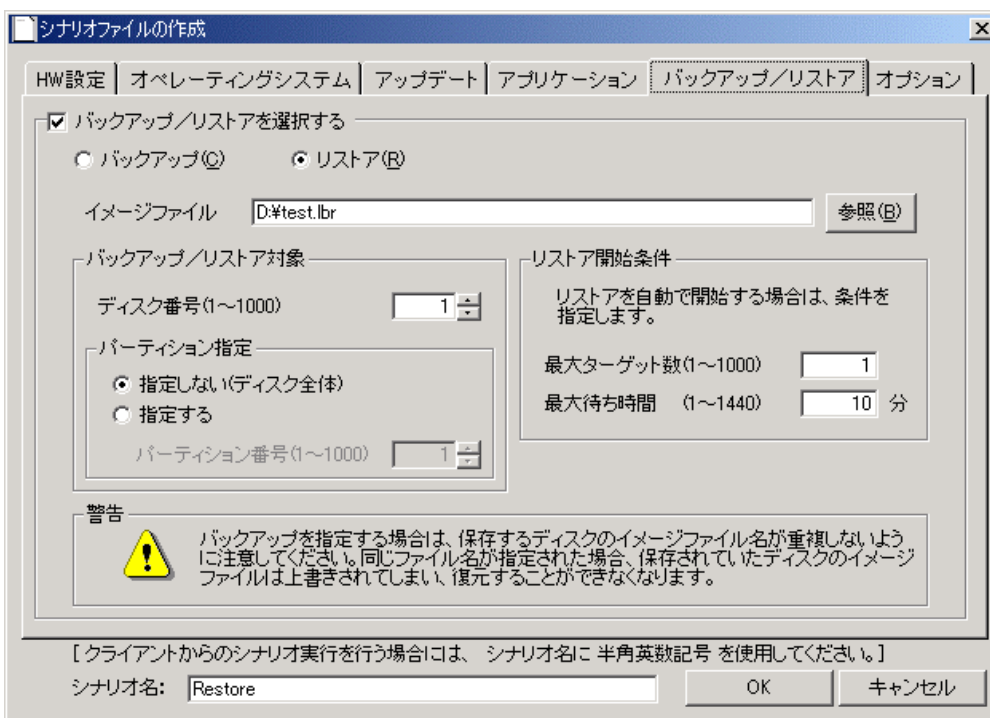 シナリオファイルの作成
HW設定 オペレーティングシステム アップデート アプリケーション バックアップ／リストア オプション
バックアップ／リストアを選択する
バックアップ(C) リストア(R)
イメージファイル D:¥test.lbr 参照(B)
バックアップ／リストア対象
ディスク番号(1～1000) 1
パーティション指定
指定しない(ディスク全体)
指定する
パーティション番号(1～1000) 1
リストア開始条件
リストアを自動で開始する場合は、条件を
指定します。
最大ターゲット数(1～1000) 1
最大待ち時間 (1～1440) 10 分
警告
バックアップを指定する場合は、保存するディスクのイメージファイル名が重複しないよう
に注意してください。同じファイル名が指定された場合、保存されていたディスクのイメージ
ファイルは上書きされてしまい、復元することができなくなります。
[クライアントからのシナリオ実行を行う場合には、 シナリオ名に 半角英数記号 を使用してください。]
シナリオ名: Restore OK キャンセル